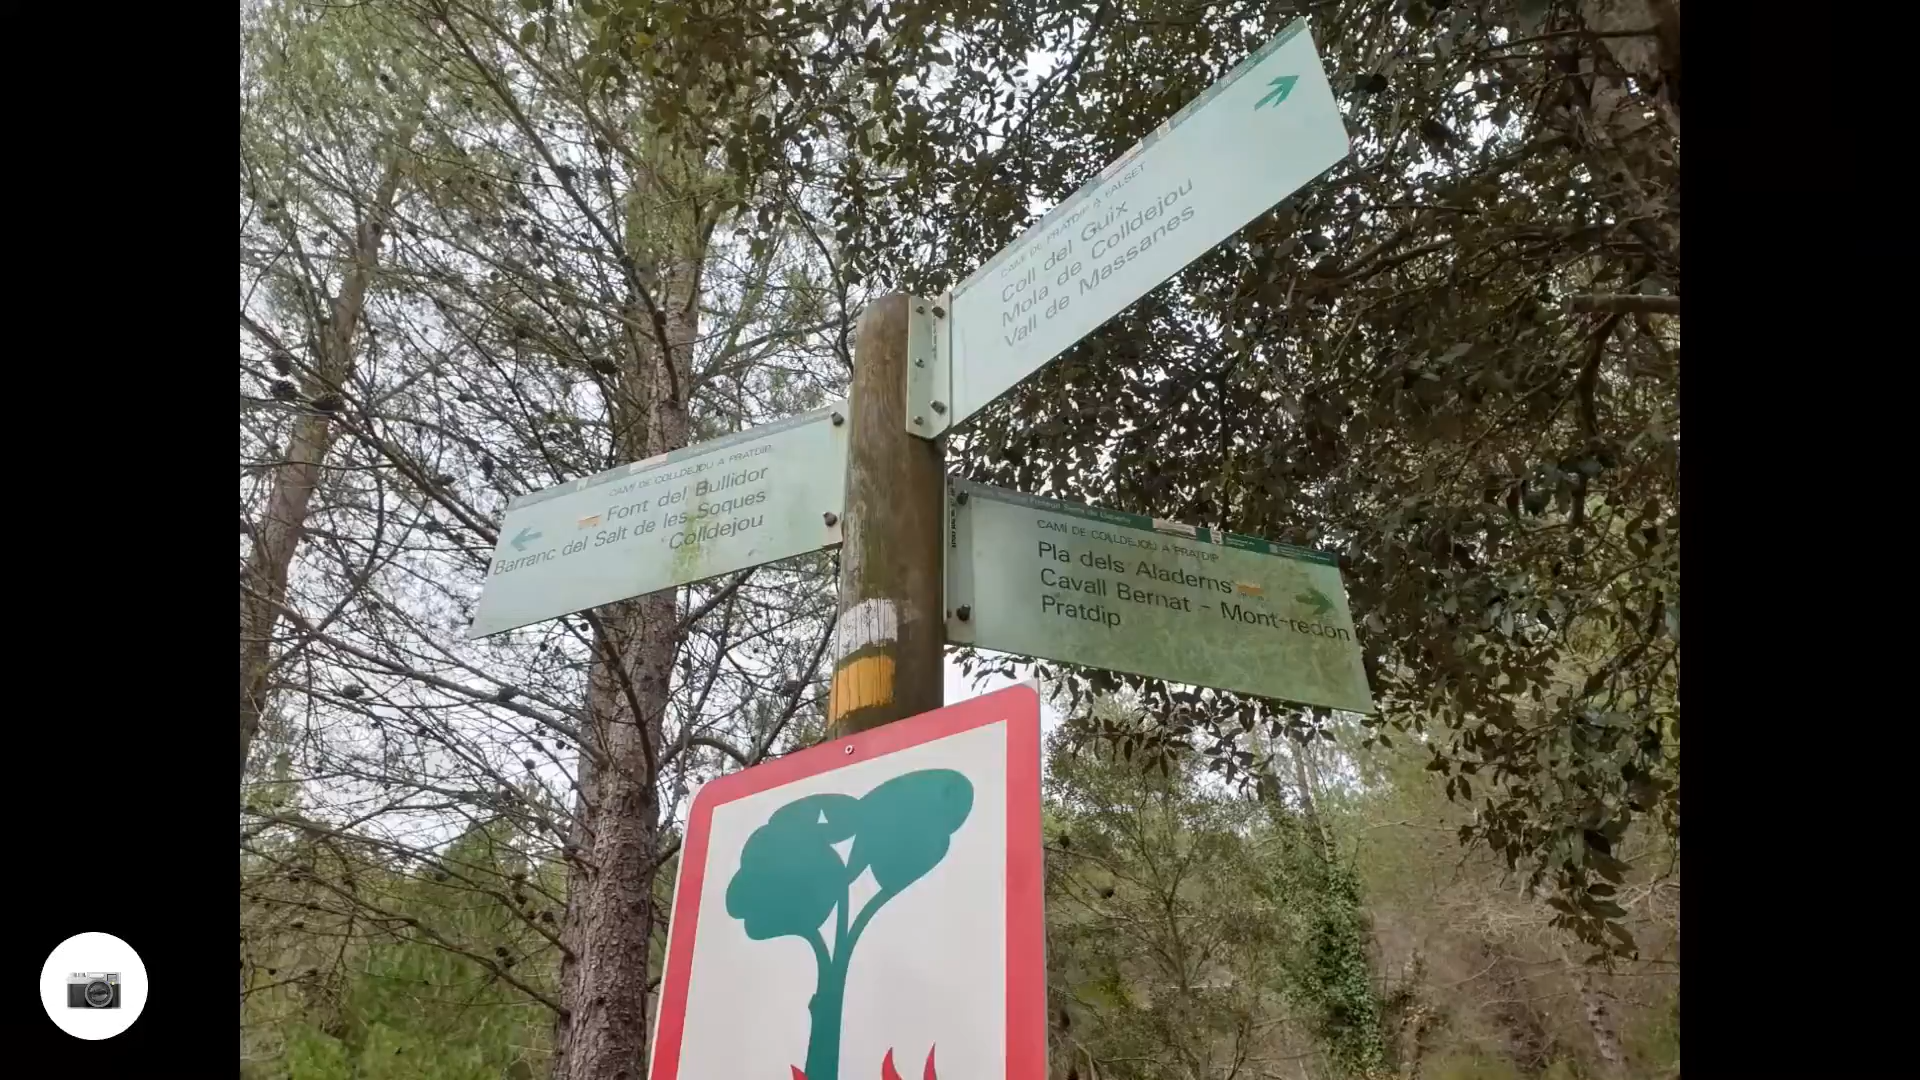 CAMÍ DE PRATDIP A FALSET
Coll del Guix
Mola de Colldejou
Vall de Massanes
CAMÍ DE COLLDEJOU A PRATDIP
Font del Bullidor
Barranc del Salt de les Soques
Colldejou
CAMÍ DE COLLDEJOU A PRATDIP
Pla dels Aladerns
Cavall Bernat - Mont-redon
Pratdip